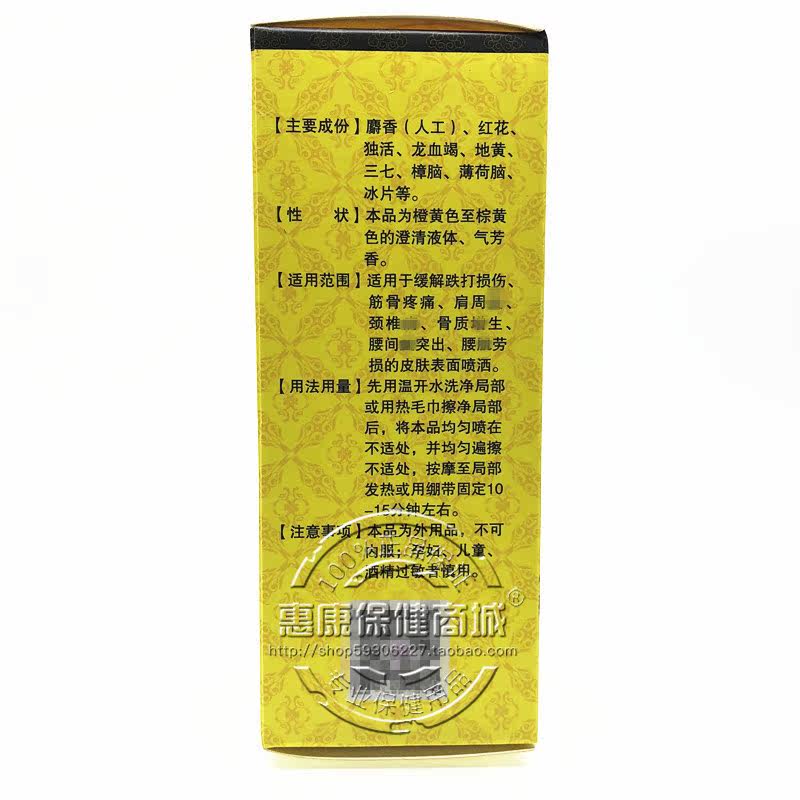 【主要成份】麝香（人工）、红花、
独活、龙血竭、地黄、
三七、樟脑、薄荷脑、
冰片等。
【性 状】本品为橙黄色至棕黄
色的澄清液体、气芳
香。
【适用范围】适用于缓解跌打损伤、
筋骨疼痛、肩周、
颈椎、骨质生、
腰间突出、腰劳
损的皮肤表面喷洒。
【用法用量】先用温开水洗净局部
或用热毛巾擦净局部
后，将本品均匀喷在
不适处，并均匀遍擦
不适处，按摩至局部
发热或用绷带固定10
-15分钟左右。
【注意事项】本品为外用品，不可
内服；孕妇、儿童、
酒精过敏者慎用。
惠康保健商城®
http://shop59306227.taobao.com
专业保健用品